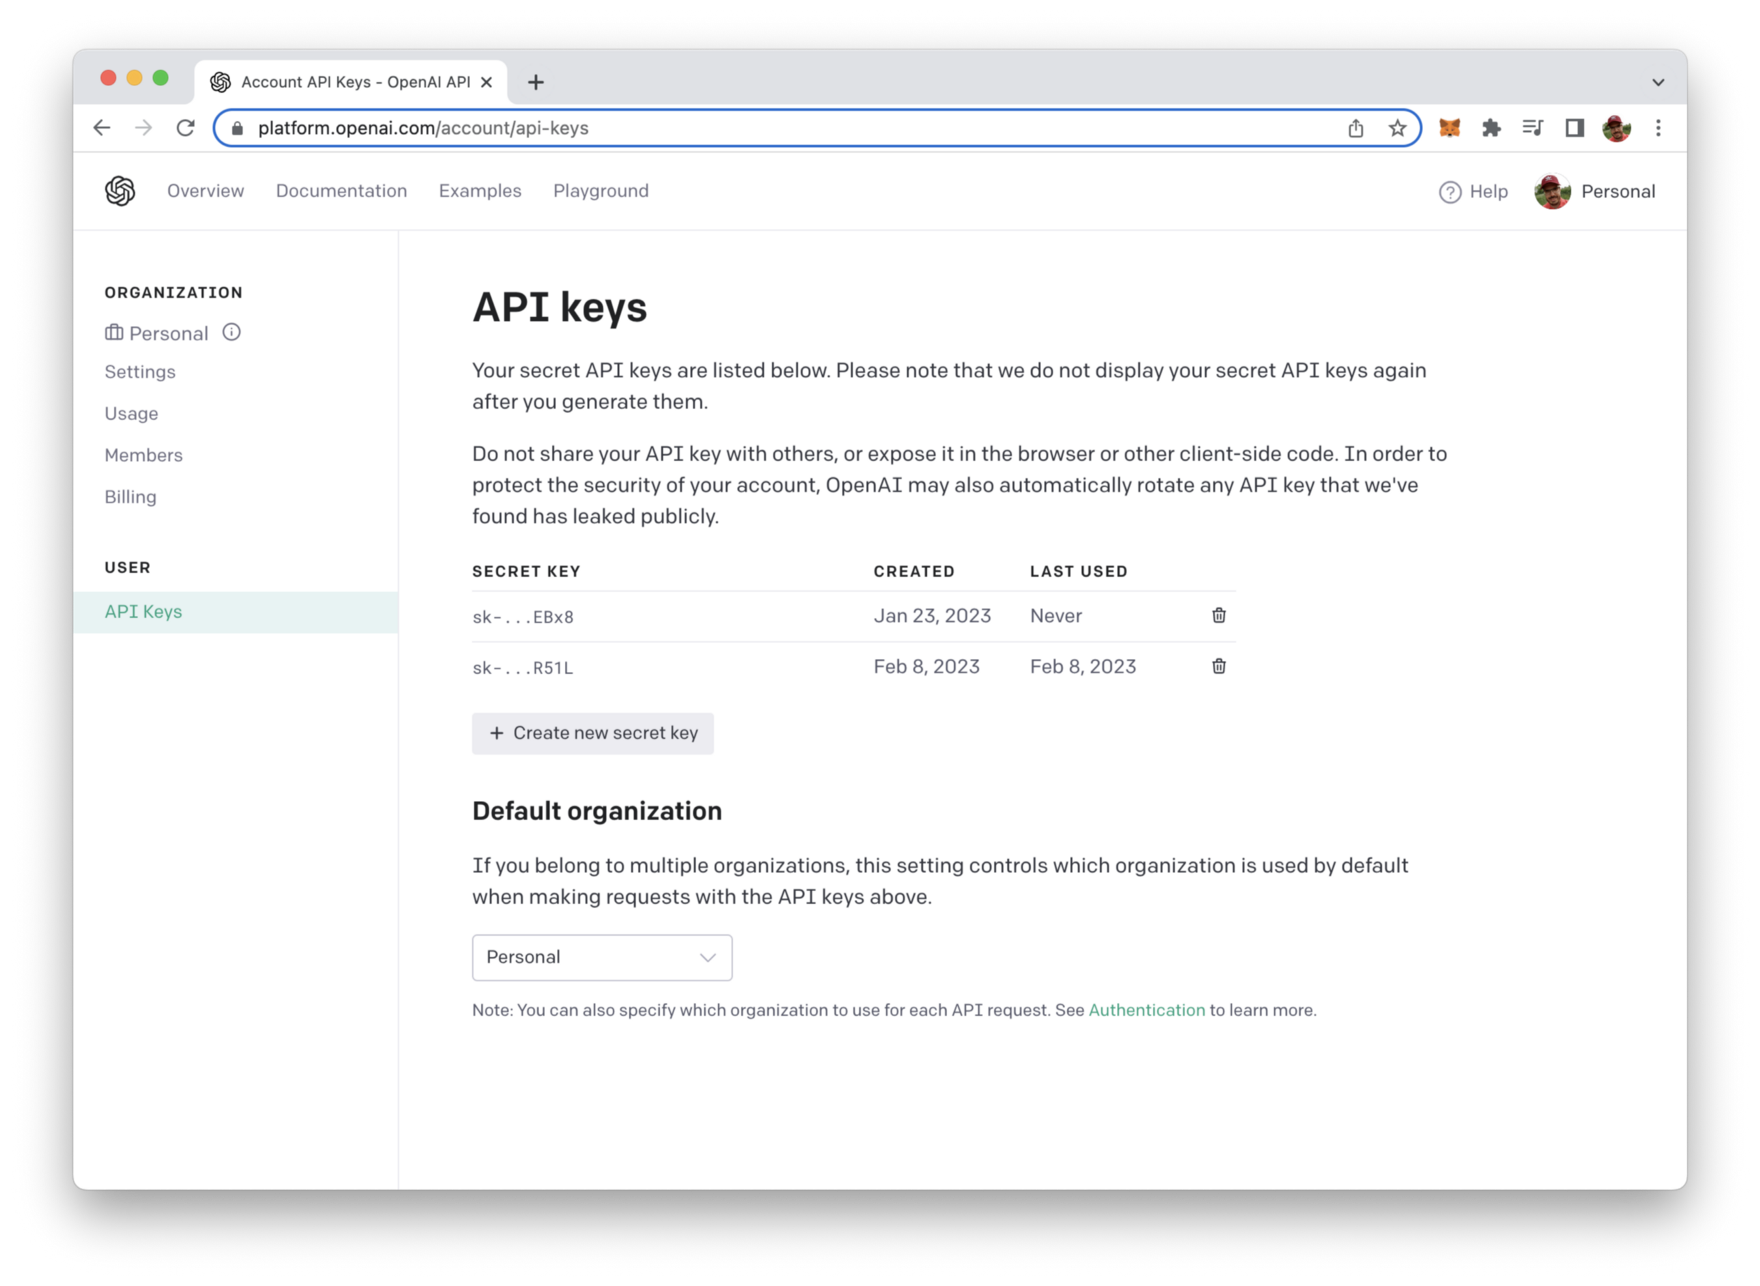 Account API Keys - OpenAI API
platform.openai.com/account/api-keys
Overview Documentation Examples Playground
Help Personal
ORGANIZATION
Personal
Settings
Usage
Members
Billing
USER
API Keys
API keys
Your secret API keys are listed below. Please note that we do not display your secret API keys again
after you generate them.
Do not share your API key with others, or expose it in the browser or other client-side code. In order to
protect the security of your account, OpenAI may also automatically rotate any API key that we've
found has leaked publicly.
SECRET KEY CREATED LAST USED
sk-...EBx8 Jan 23, 2023 Never
sk-...R51L Feb 8, 2023 Feb 8, 2023
+ Create new secret key
Default organization
If you belong to multiple organizations, this setting controls which organization is used by default
when making requests with the API keys above.
Personal
Note: You can also specify which organization to use for each API request. See Authentication to learn more.